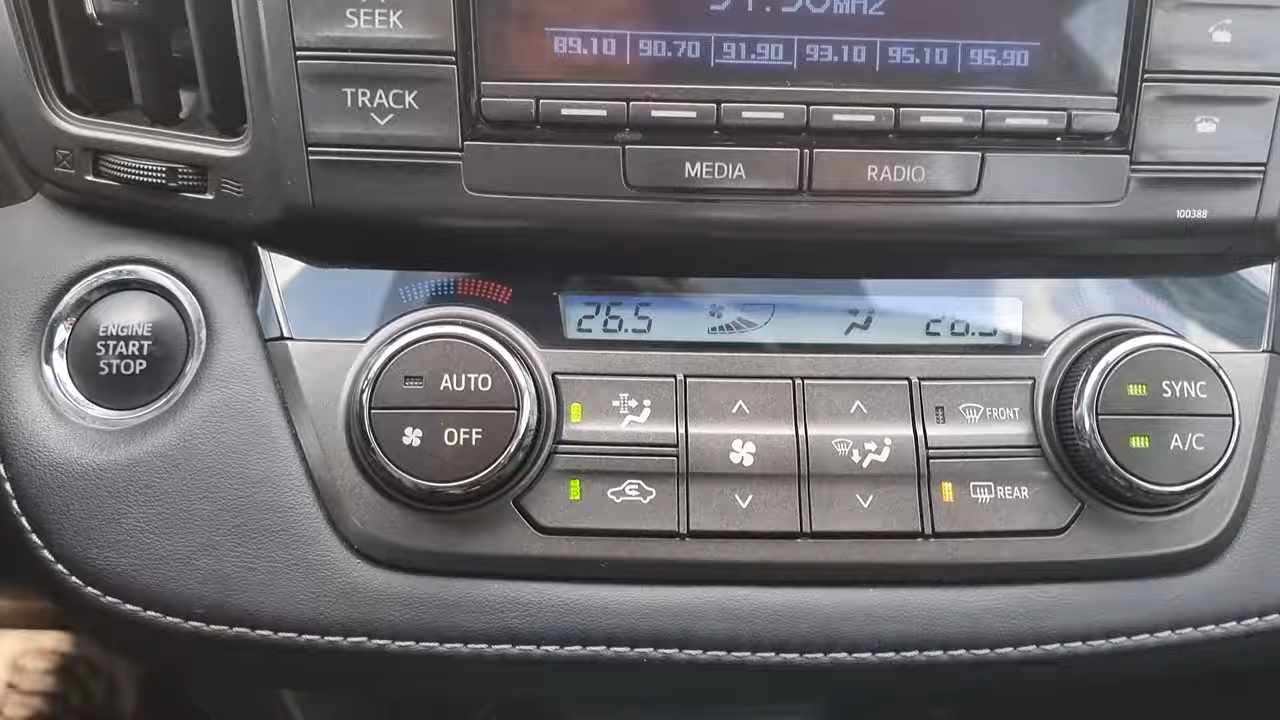 SEEK
89.10 90.70 91.90 93.10 95.10 95.90
TRACK
MEDIA RADIO
100388
ENGINE
START
STOP
26.5
AUTO
OFF
FRONT
REAR
SYNC
A/C